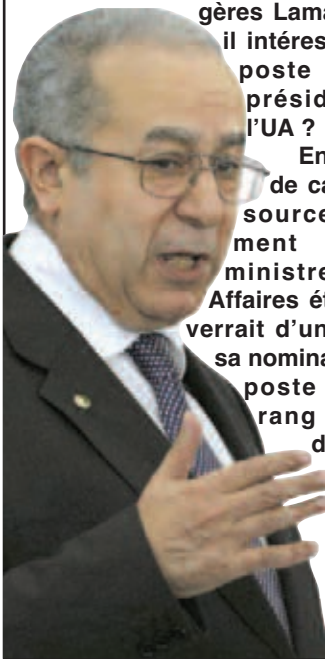 gères Lama
il intéres
poste
présid
l'UA ?
En
de ca
source
ment
ministre
Affaires ét
verrait d'un
sa nomina
poste
rang
d